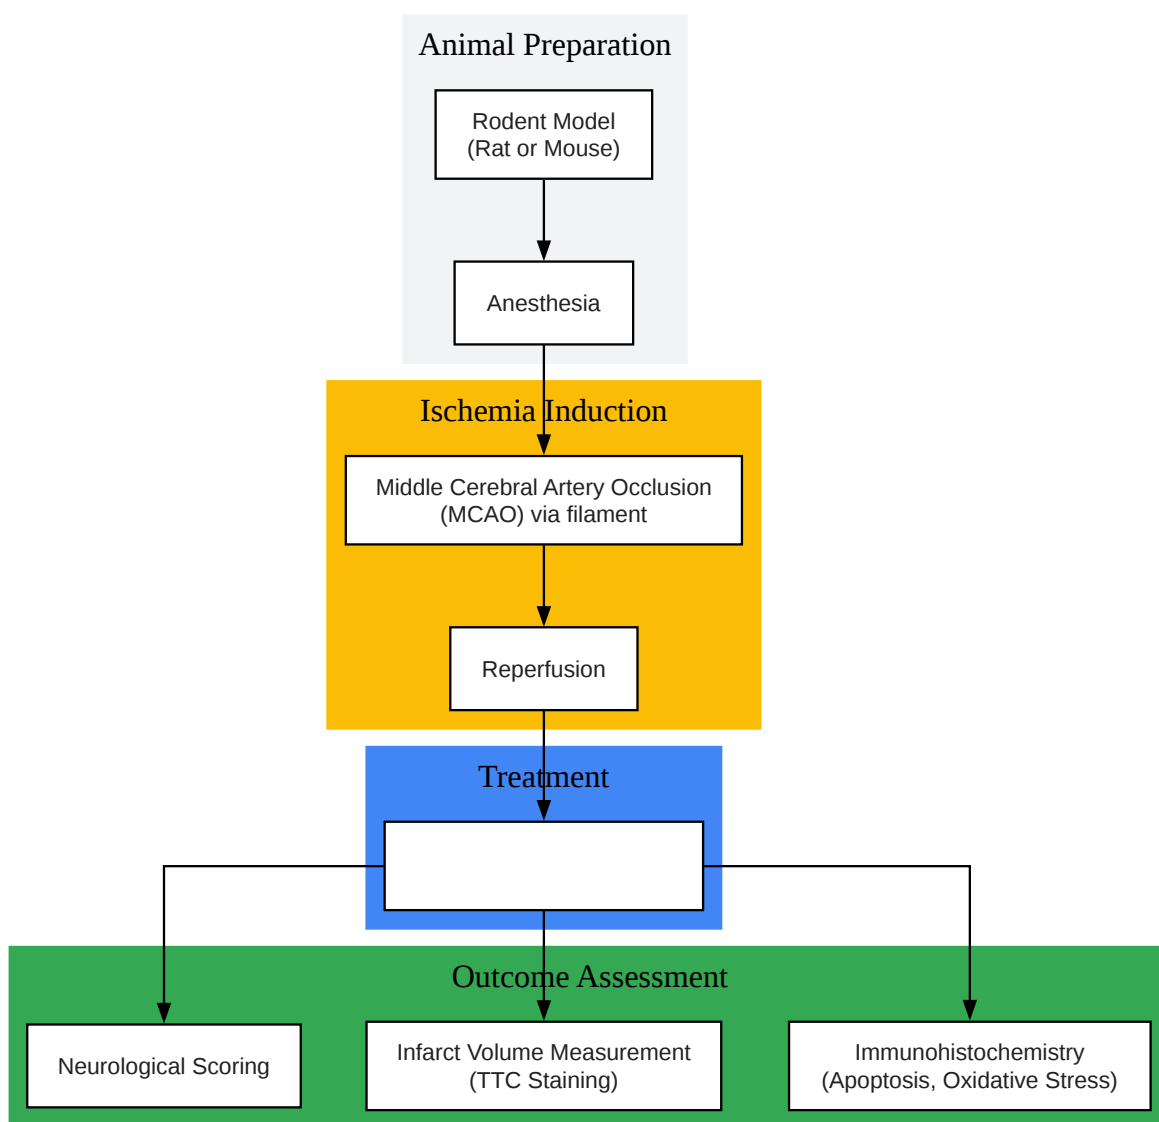 Animal Preparation
Rodent Model
(Rat or Mouse)
Anesthesia
Ischemia Induction
Middle Cerebral Artery Occlusion
(MCAO) via filament
Reperfusion
Treatment
Outcome Assessment
Neurological Scoring
Infarct Volume Measurement
(TTC Staining)
Immunohistochemistry
(Apoptosis, Oxidative Stress)